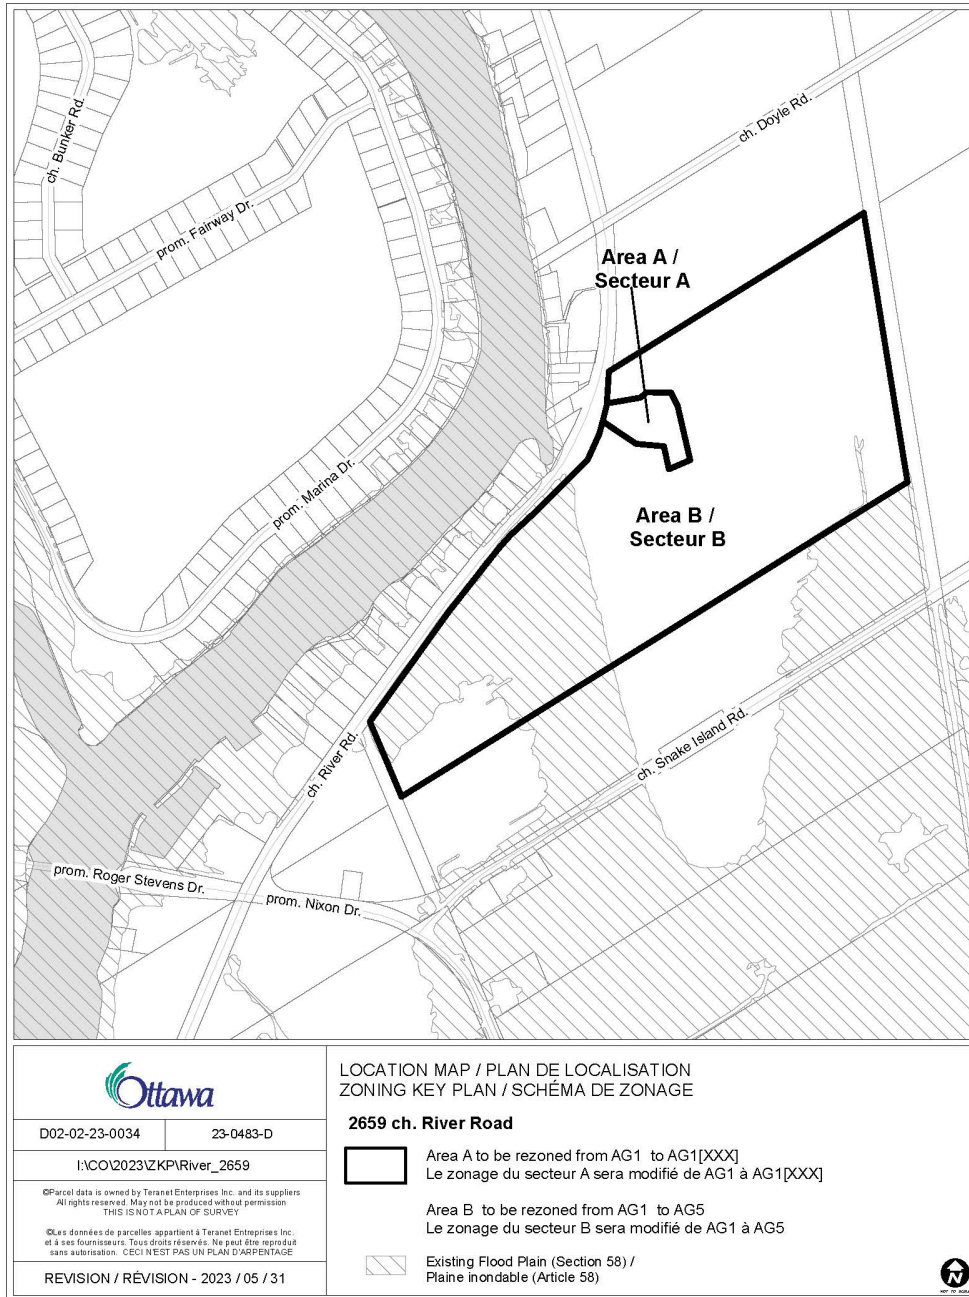 ch. Bunker Rd.
prom. Fairway Dr.
ch. Doyle Rd.
Area A /
Secteur A
prom. Marina Dr.
Area B /
Secteur B
ch. River Rd.
ch. Snake Island Rd.
prom. Roger Stevens Dr.
prom. Nixon Dr.
Ottawa
D02-02-23-0034
23-0483-D
I:\CO\2023\ZKP\River_2659
©Parcel data is owned by Teranet Enterprises Inc. and its suppliers
All rights reserved. May not be produced without permission
THIS IS NOT A PLAN OF SURVEY
©Les données de parcelles appartient à Teranet Enterprises Inc.
et à ses fournisseurs. Tous droits réservés. Ne peut être reproduit
sans autorisation. CECI N'EST PAS UN PLAN D'ARPENTAGE
REVISION / RÉVISION - 2023 / 05 / 31
LOCATION MAP / PLAN DE LOCALISATION
ZONING KEY PLAN / SCHÉMA DE ZONAGE
2659 ch. River Road
Area A to be rezoned from AG1 to AG1[XXX]
Le zonage du secteur A sera modifié de AG1 à AG1[XXX]
Area B to be rezoned from AG1 to AG5
Le zonage du secteur B sera modifié de AG1 à AG5
Existing Flood Plain (Section 58) /
Plaine inondable (Article 58)
N
NOT TO SCALE